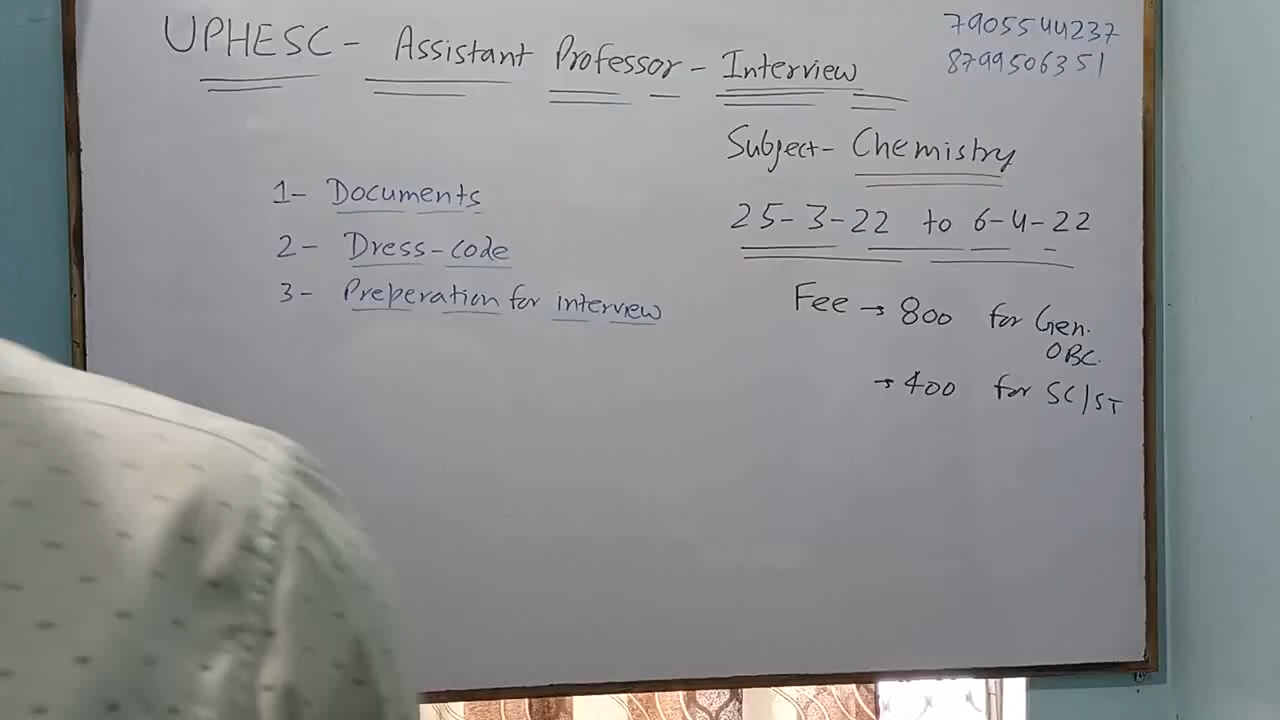 UPHESC - Assistant Professor - Interview
7905544237
8799506351
Subject - Chemistry
25-3-22 to 6-4-22
1- Documents
2- Dress-code
3- Preperation for interview
Fee → 800 for Gen.
OBC.
→ 400 for SC/ST